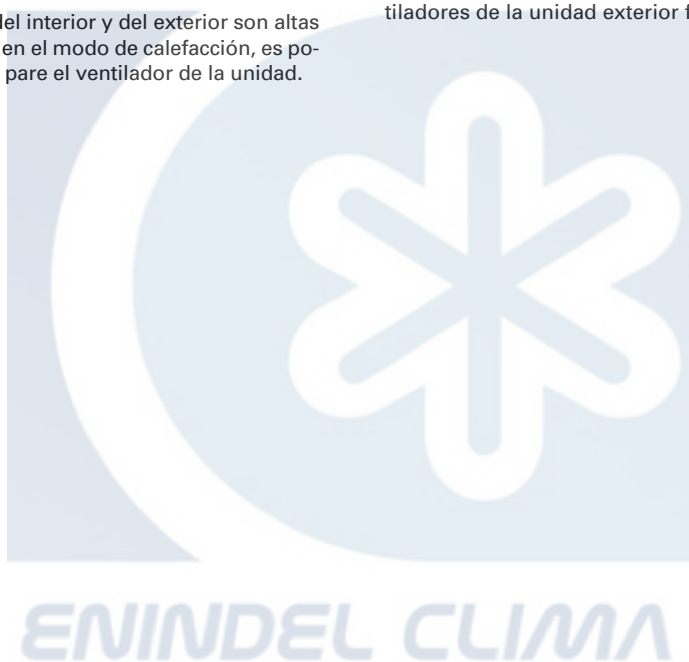 del interior y del exterior son altas
en el modo de calefacción, es po-
pare el ventilador de la unidad.
tiladores de la unidad exterior f
ENINDEL CLIMA